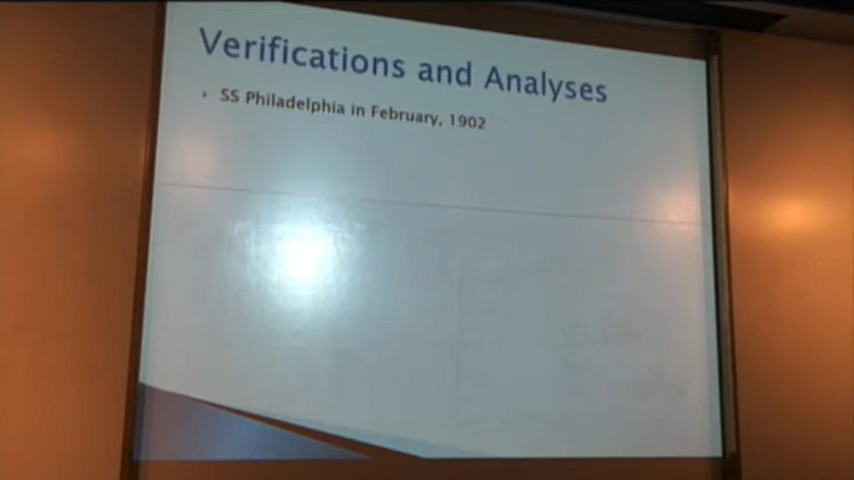 Verifications and Analyses
SS Philadelphia in February, 1902